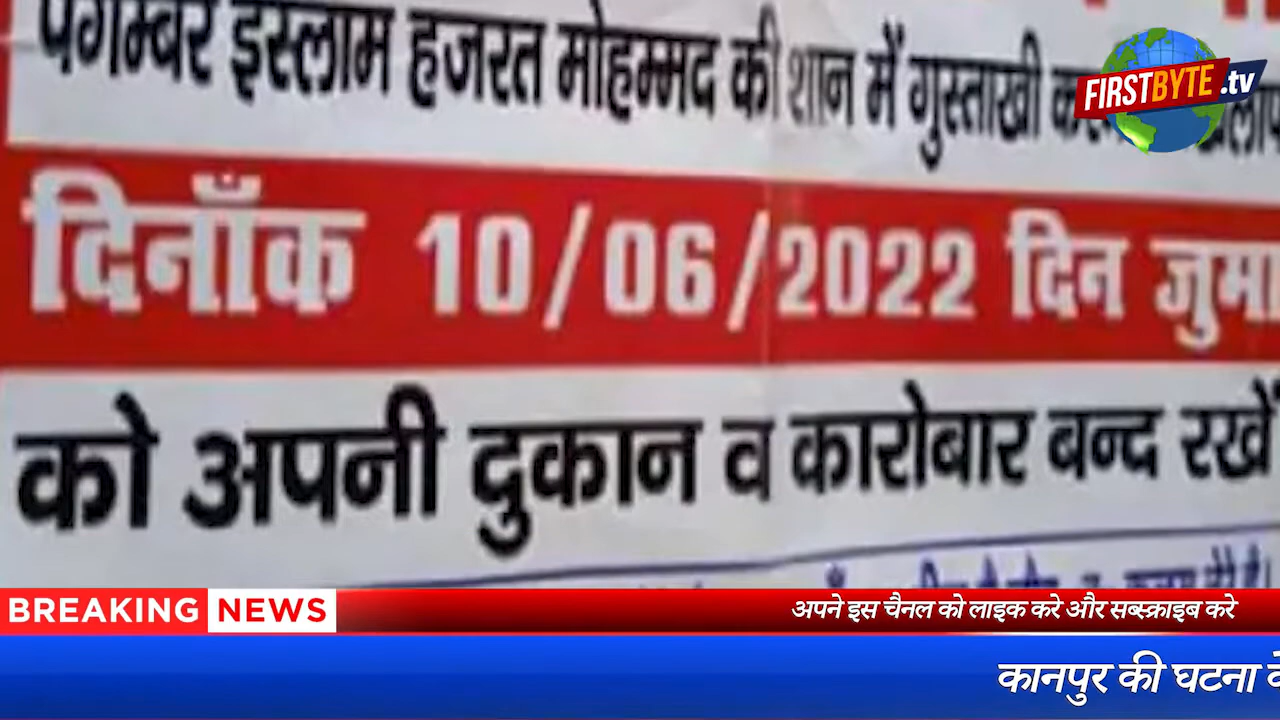 पैगम्बर इस्लाम हजरत मोहम्मद की शान में गुस्ताखी
FIRSTBYTE.tv
दिनाँक 10/06/2022 दिन जुमा
को अपनी दुकान व कारोबार बन्द रखें
BREAKING NEWS
अपने इस चैनल को लाइक करे और सब्स्क्राइब करे
कानपुर की घटना